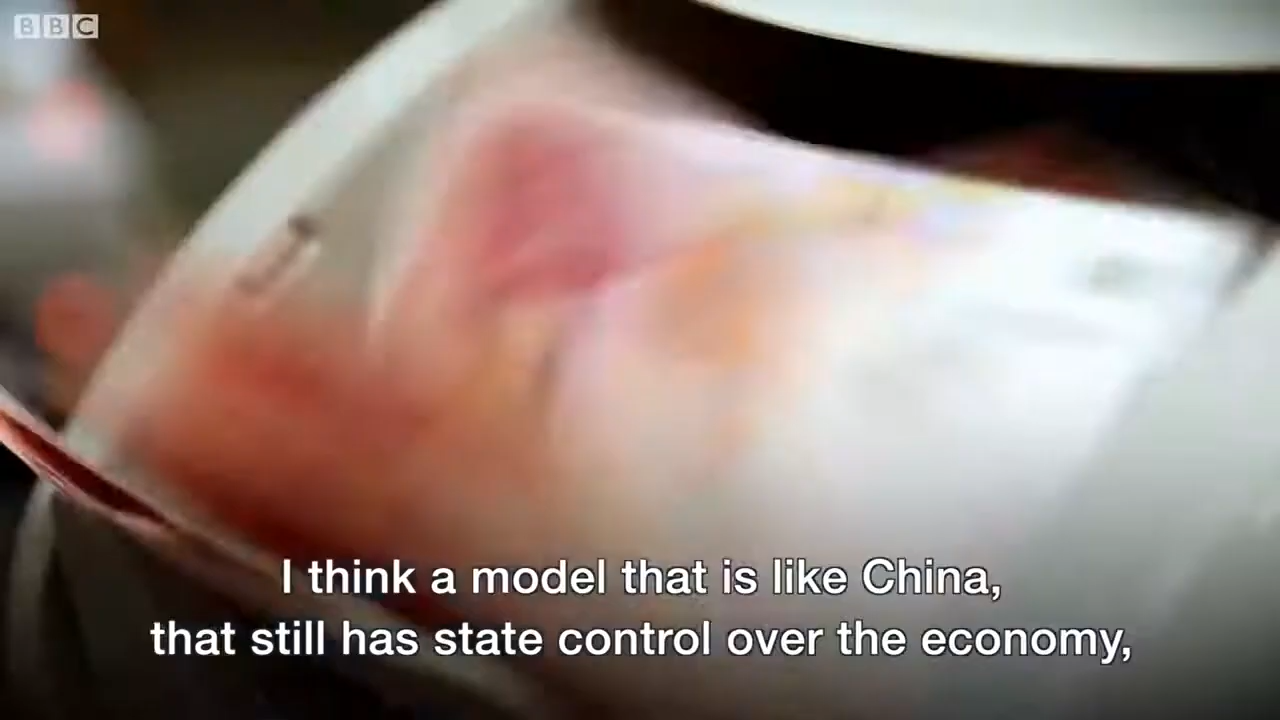 BBC
I think a model that is like China,
that still has state control over the economy,